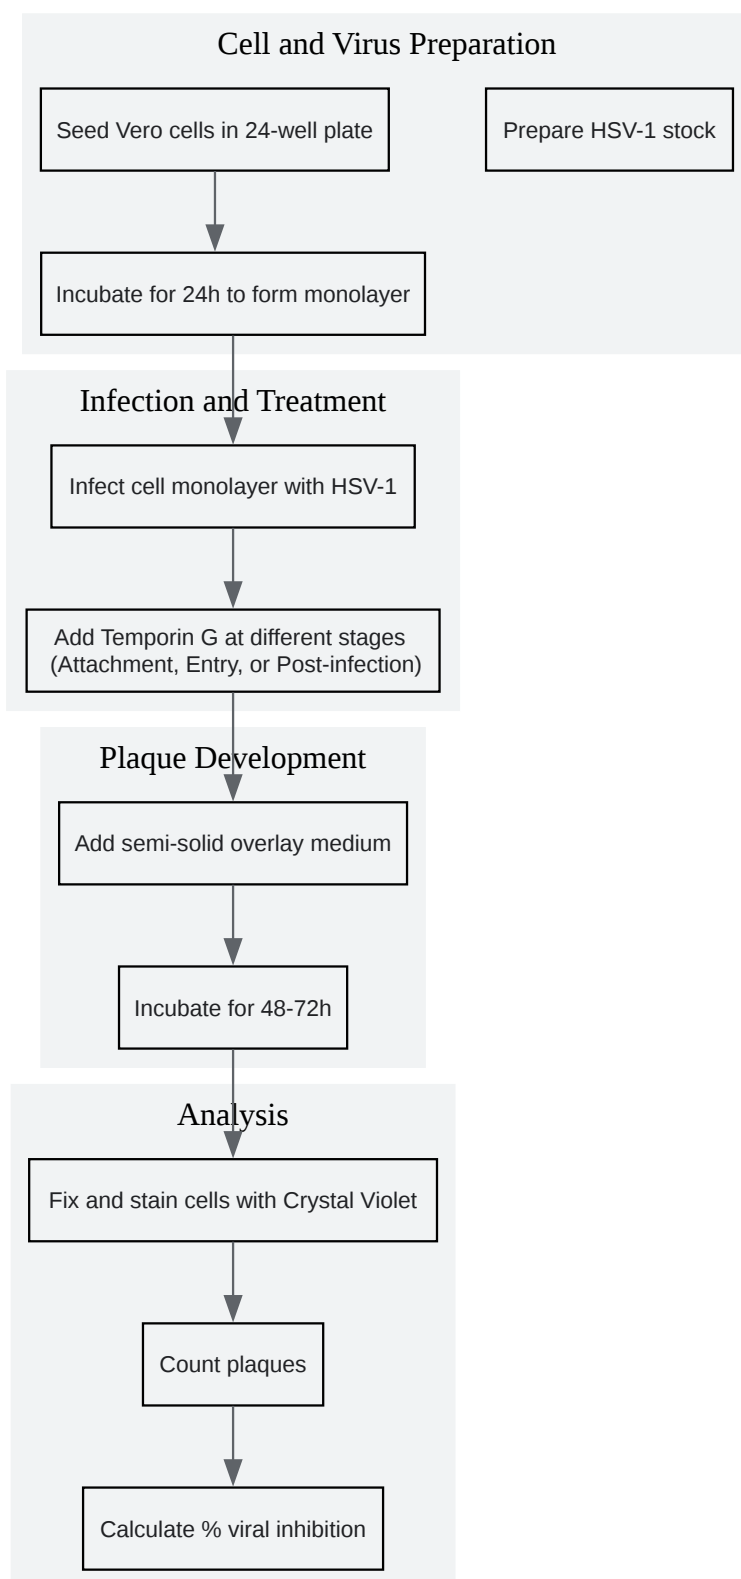 Cell and Virus Preparation
Seed Vero cells in 24-well plate
Prepare HSV-1 stock
Incubate for 24h to form monolayer
Infection and Treatment
Infect cell monolayer with HSV-1
Add Temporin G at different stages
(Attachment, Entry, or Post-infection)
Plaque Development
Add semi-solid overlay medium
Incubate for 48-72h
Analysis
Fix and stain cells with Crystal Violet
Count plaques
Calculate % viral inhibition